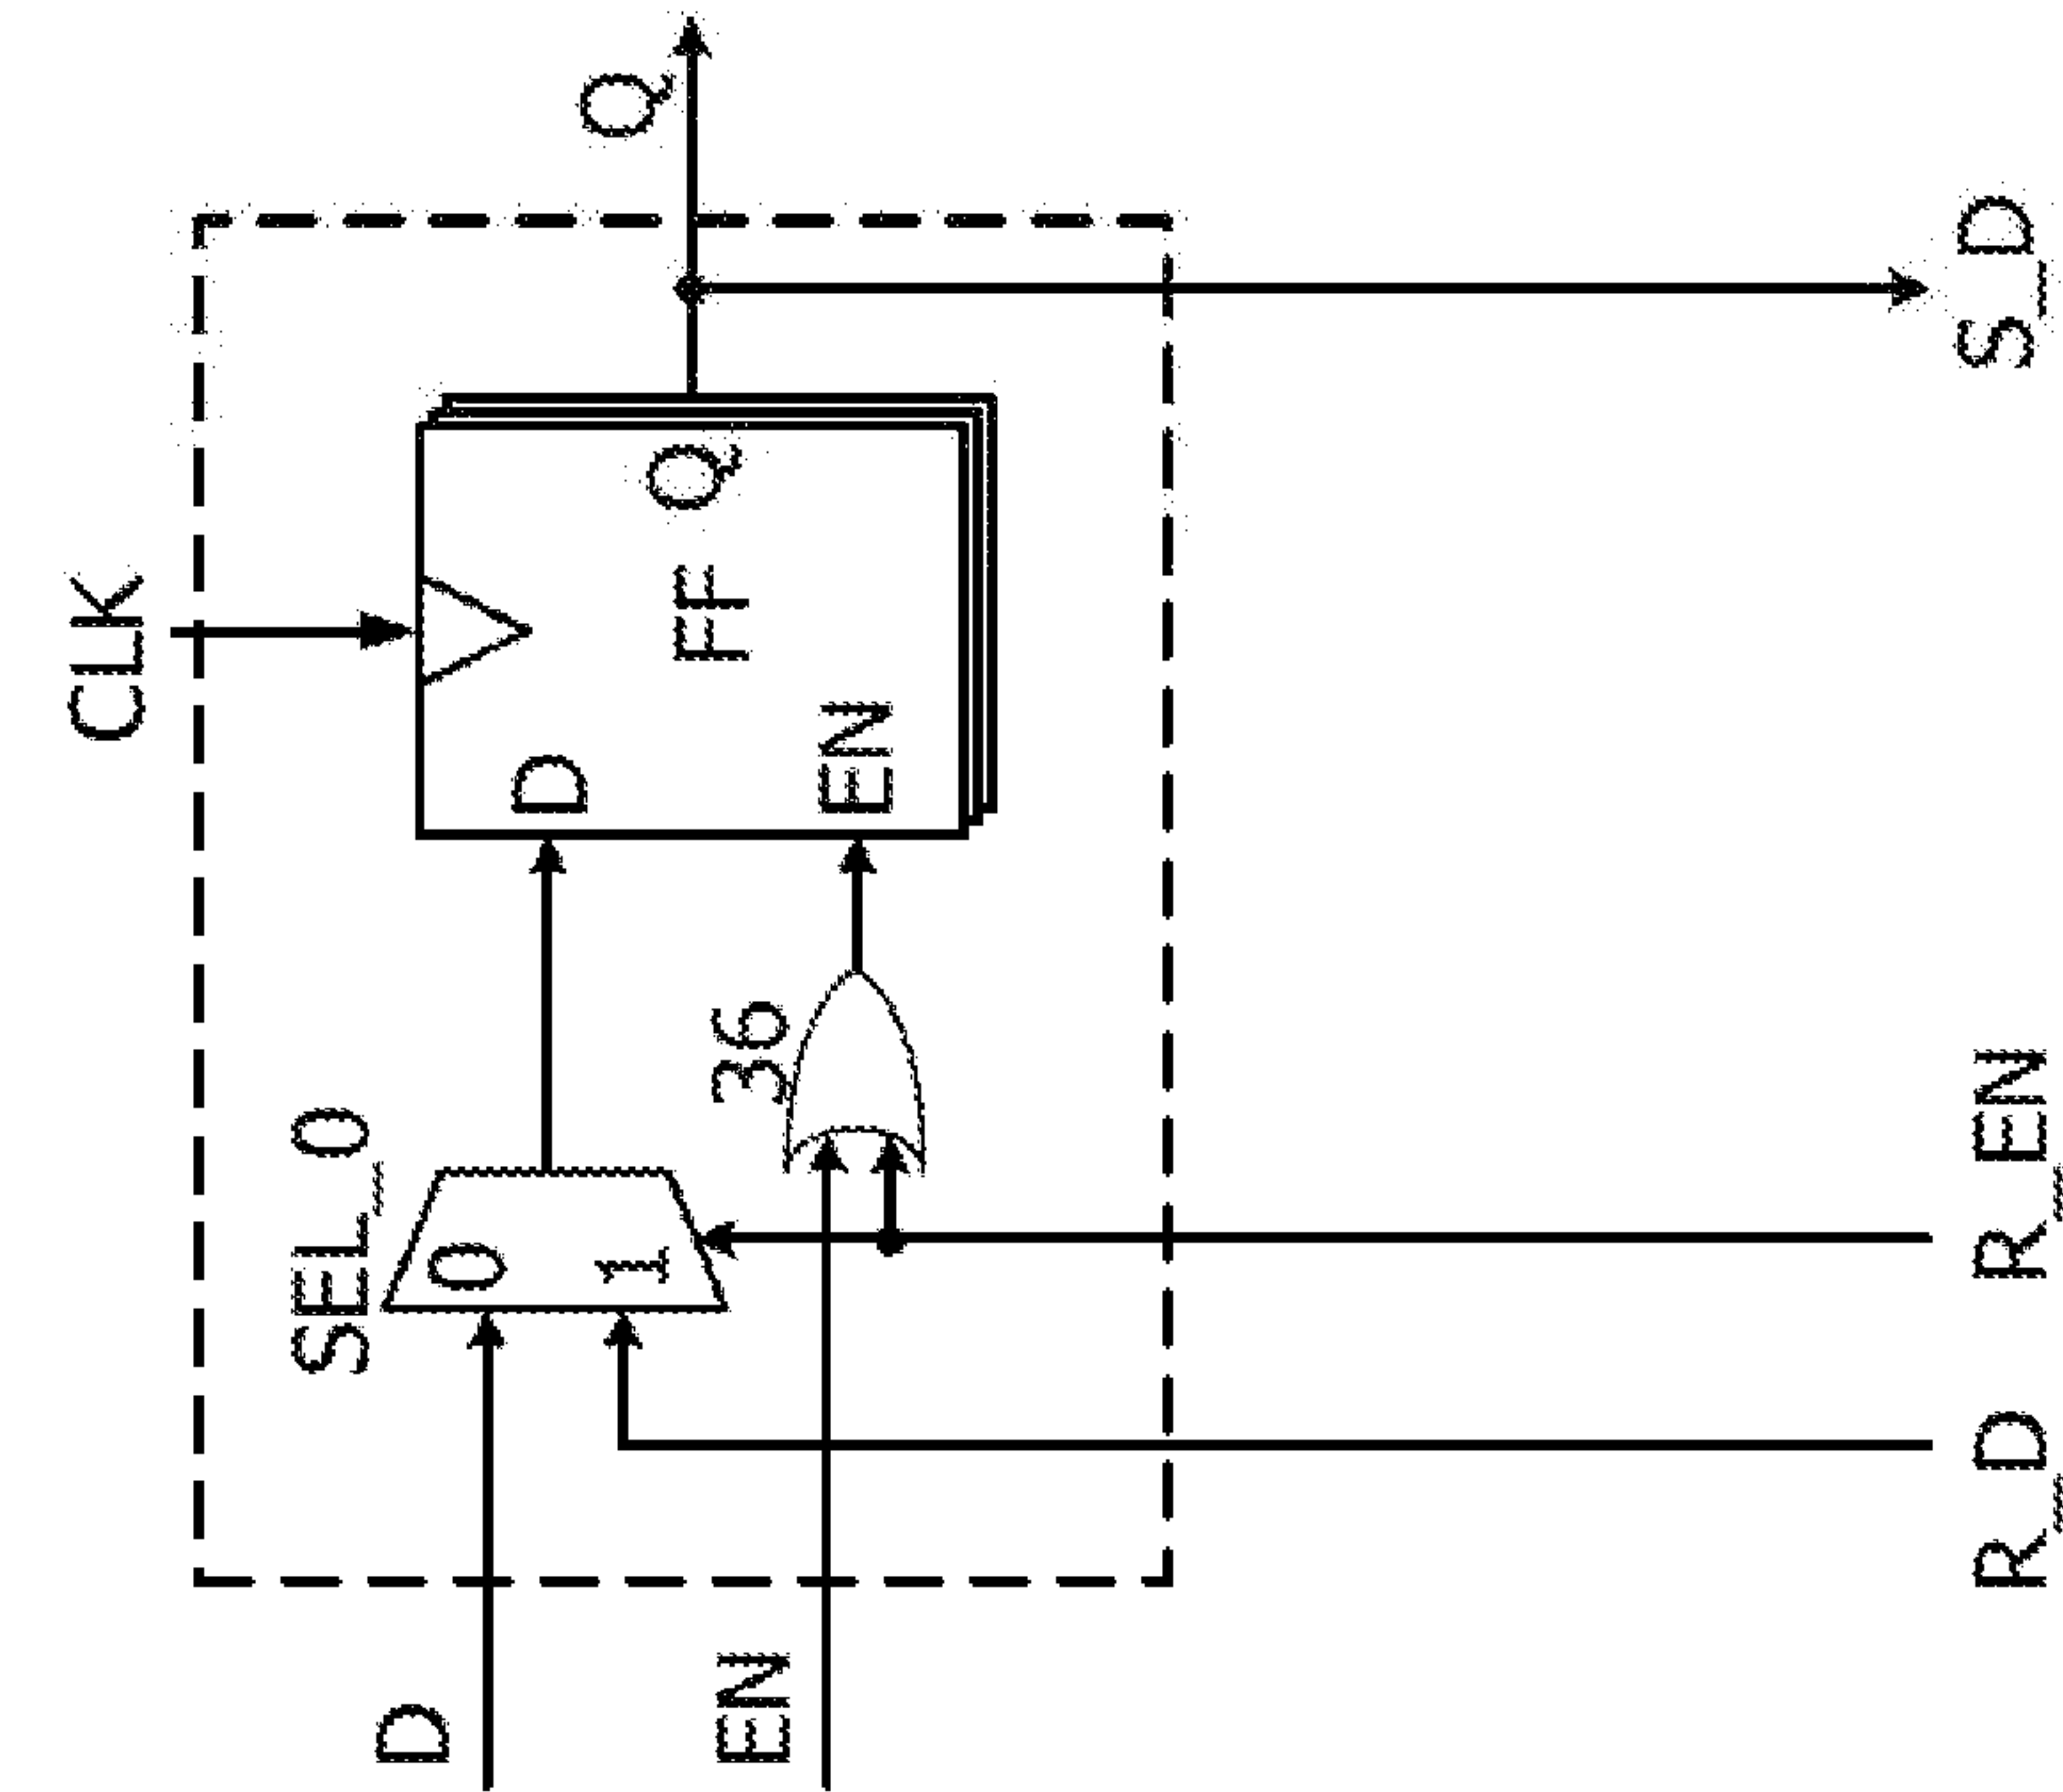 CLK
Q
D
SEL_0
0
1
D
Q
FF
EN
36
EN
R_D
R_EN
S_D